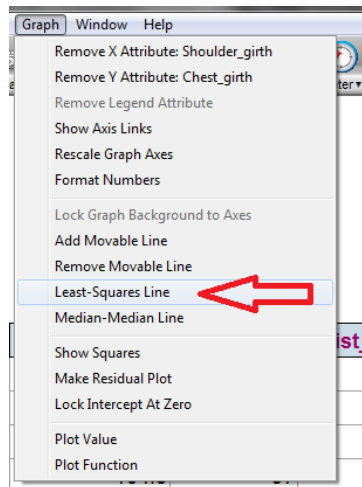 Graph Window Help
Remove X Attribute: Shoulder_girth
Remove Y Attribute: Chest_girth
ter
Remove Legend Attribute
Show Axis Links
Rescale Graph Axes
Format Numbers
Lock Graph Background to Axes
Add Movable Line
Remove Movable Line
Least-Squares Line
Median-Median Line
ist_
Show Squares
Make Residual Plot
Lock Intercept At Zero
Plot Value
Plot Function